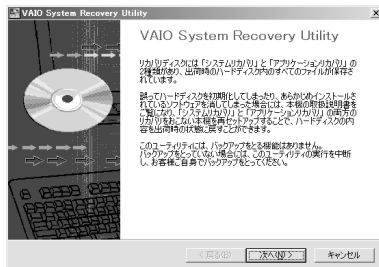 VAIO System Recovery Utility
VAIO System Recovery Utility
リカバリディスクには「システムリカバリ」と「アプリケーションリカバリ」の
2種類があり、出荷時のハードディスク内のすべてのファイルが保存さ
れています。
誤ってハードディスクを初期化してしまったり、あらかじめインストールさ
れているソフトウェアを消してしまった場合には、本機の取扱説明書を
ご覧になり、「システムリカバリ」と「アプリケーションリカバリ」の両方の
リカバリをおこない本機を再セットアップすることで、ハードディスクの内
容を出荷時の状態に戻すことができます。
このユーティリティには、バックアップをとる機能はありません。
バックアップをとっていない場合には、このユーティリティの実行を中断
し、お客様ご自身でバックアップをとってください。
< 戻る(B)
次へ(N) >
キャンセル